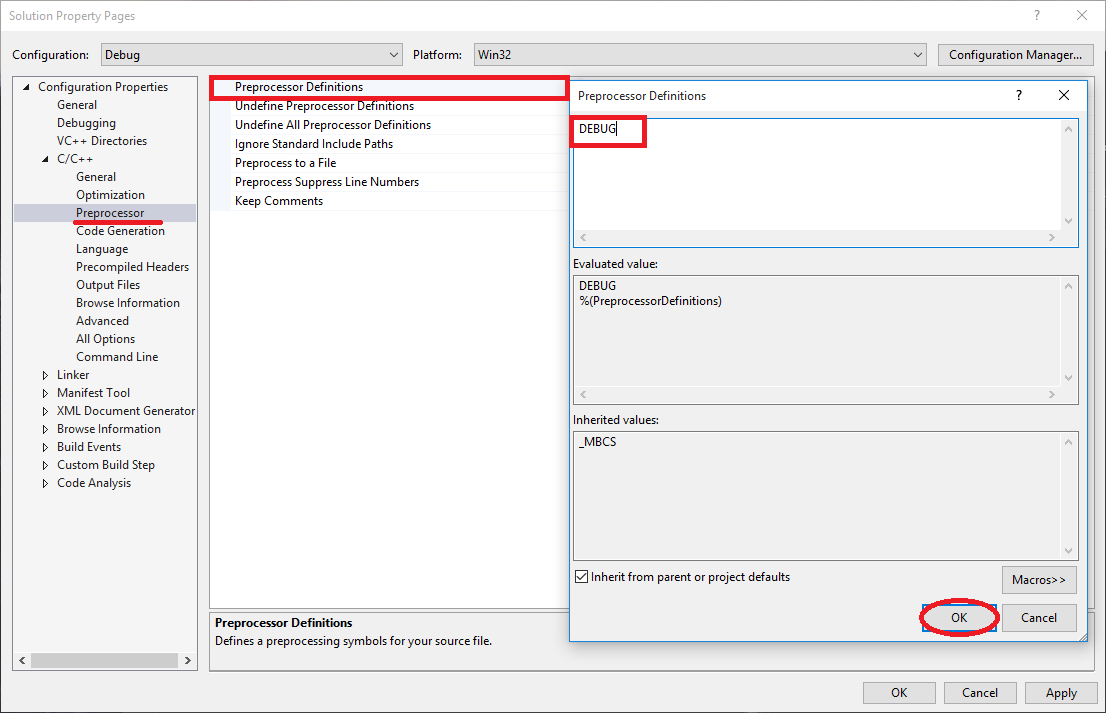 Solution Property Pages
?
Configuration: Debug Platform: Win32 Configuration Manager...
Configuration Properties
General
Debugging
VC++ Directories
C/C++
General
Optimization
Preprocessor
Code Generation
Language
Precompiled Headers
Output Files
Browse Information
Advanced
All Options
Command Line
Linker
Manifest Tool
XML Document Generator
Browse Information
Build Events
Custom Build Step
Code Analysis
Preprocessor Definitions
Undefine Preprocessor Definitions
Undefine All Preprocessor Definitions
Ignore Standard Include Paths
Preprocess to a File
Preprocess Suppress Line Numbers
Keep Comments
Preprocessor Definitions
Defines a preprocessing symbols for your source file.
Preprocessor Definitions ?
DEBUG
Evaluated value:
DEBUG
%(PreprocessorDefinitions)
Inherited values:
_MBCS
Inherit from parent or project defaults
Macros>>
OK Cancel
OK Cancel Apply